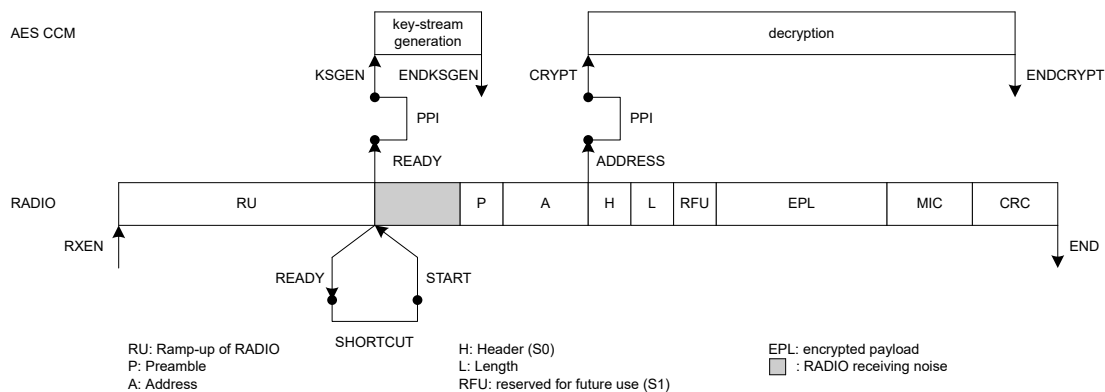 AES CCM
key-stream
generation
decryption
KSGEN
ENDKSGEN
CRYPT
ENDCRYPT
PPI
PPI
READY
ADDRESS
RADIO
RU
P
A
H
L
RFU
EPL
MIC
CRC
RXEN
END
READY
START
SHORTCUT
RU: Ramp-up of RADIO
P: Preamble
A: Address
H: Header (S0)
L: Length
RFU: reserved for future use (S1)
EPL: encrypted payload
: RADIO receiving noise